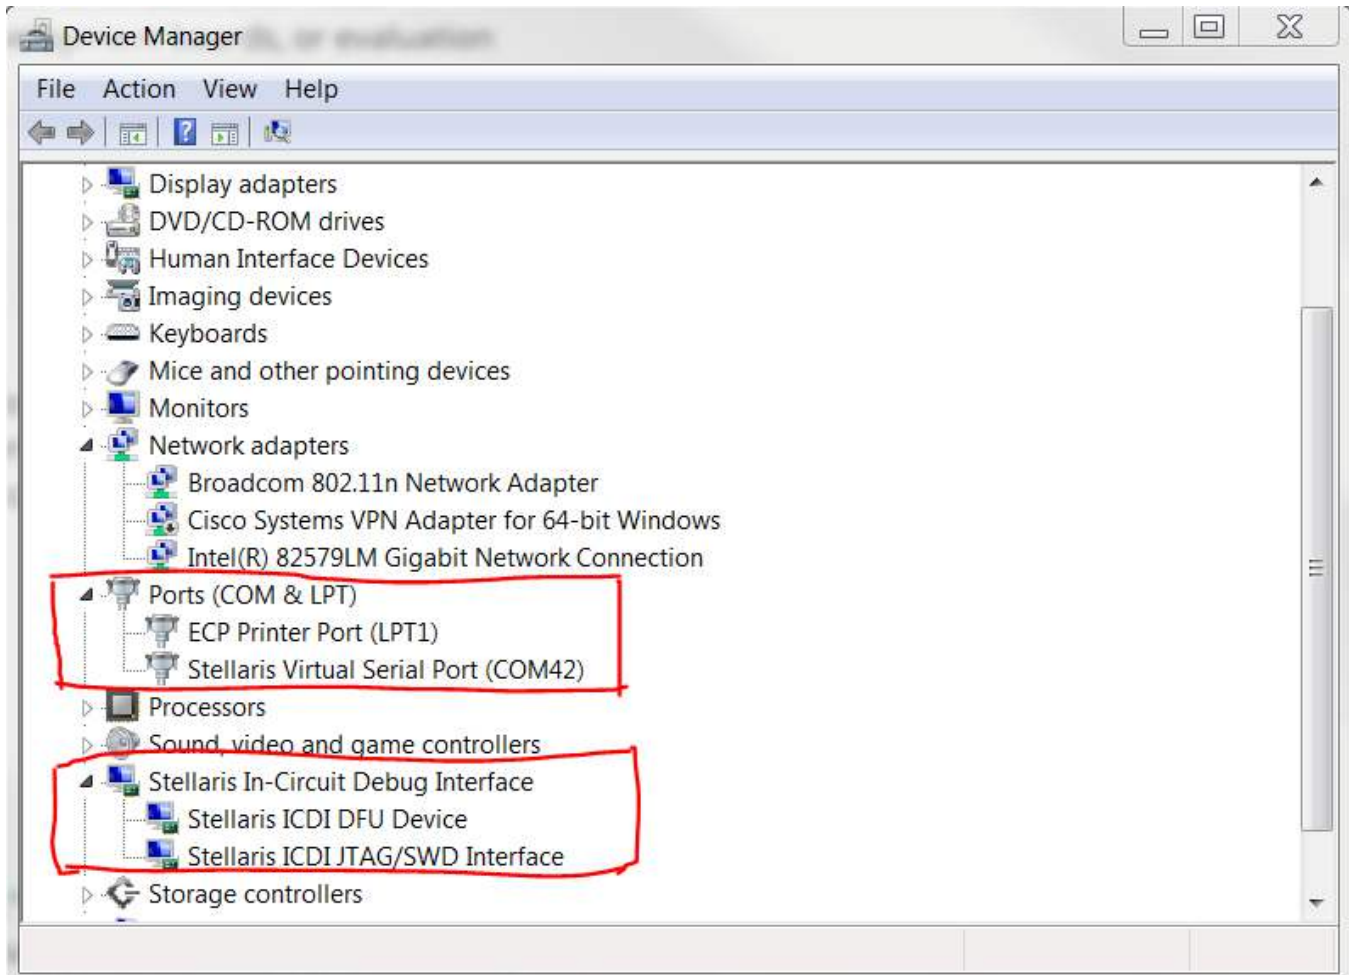 Device Manager
File Action View Help
Display adapters
DVD/CD-ROM drives
Human Interface Devices
Imaging devices
Keyboards
Mice and other pointing devices
Monitors
Network adapters
Broadcom 802.11n Network Adapter
Cisco Systems VPN Adapter for 64-bit Windows
Intel(R) 82579LM Gigabit Network Connection
Ports (COM & LPT)
ECP Printer Port (LPT1)
Stellaris Virtual Serial Port (COM42)
Processors
Sound, video and game controllers
Stellaris In-Circuit Debug Interface
Stellaris ICDI DFU Device
Stellaris ICDI JTAG/SWD Interface
Storage controllers